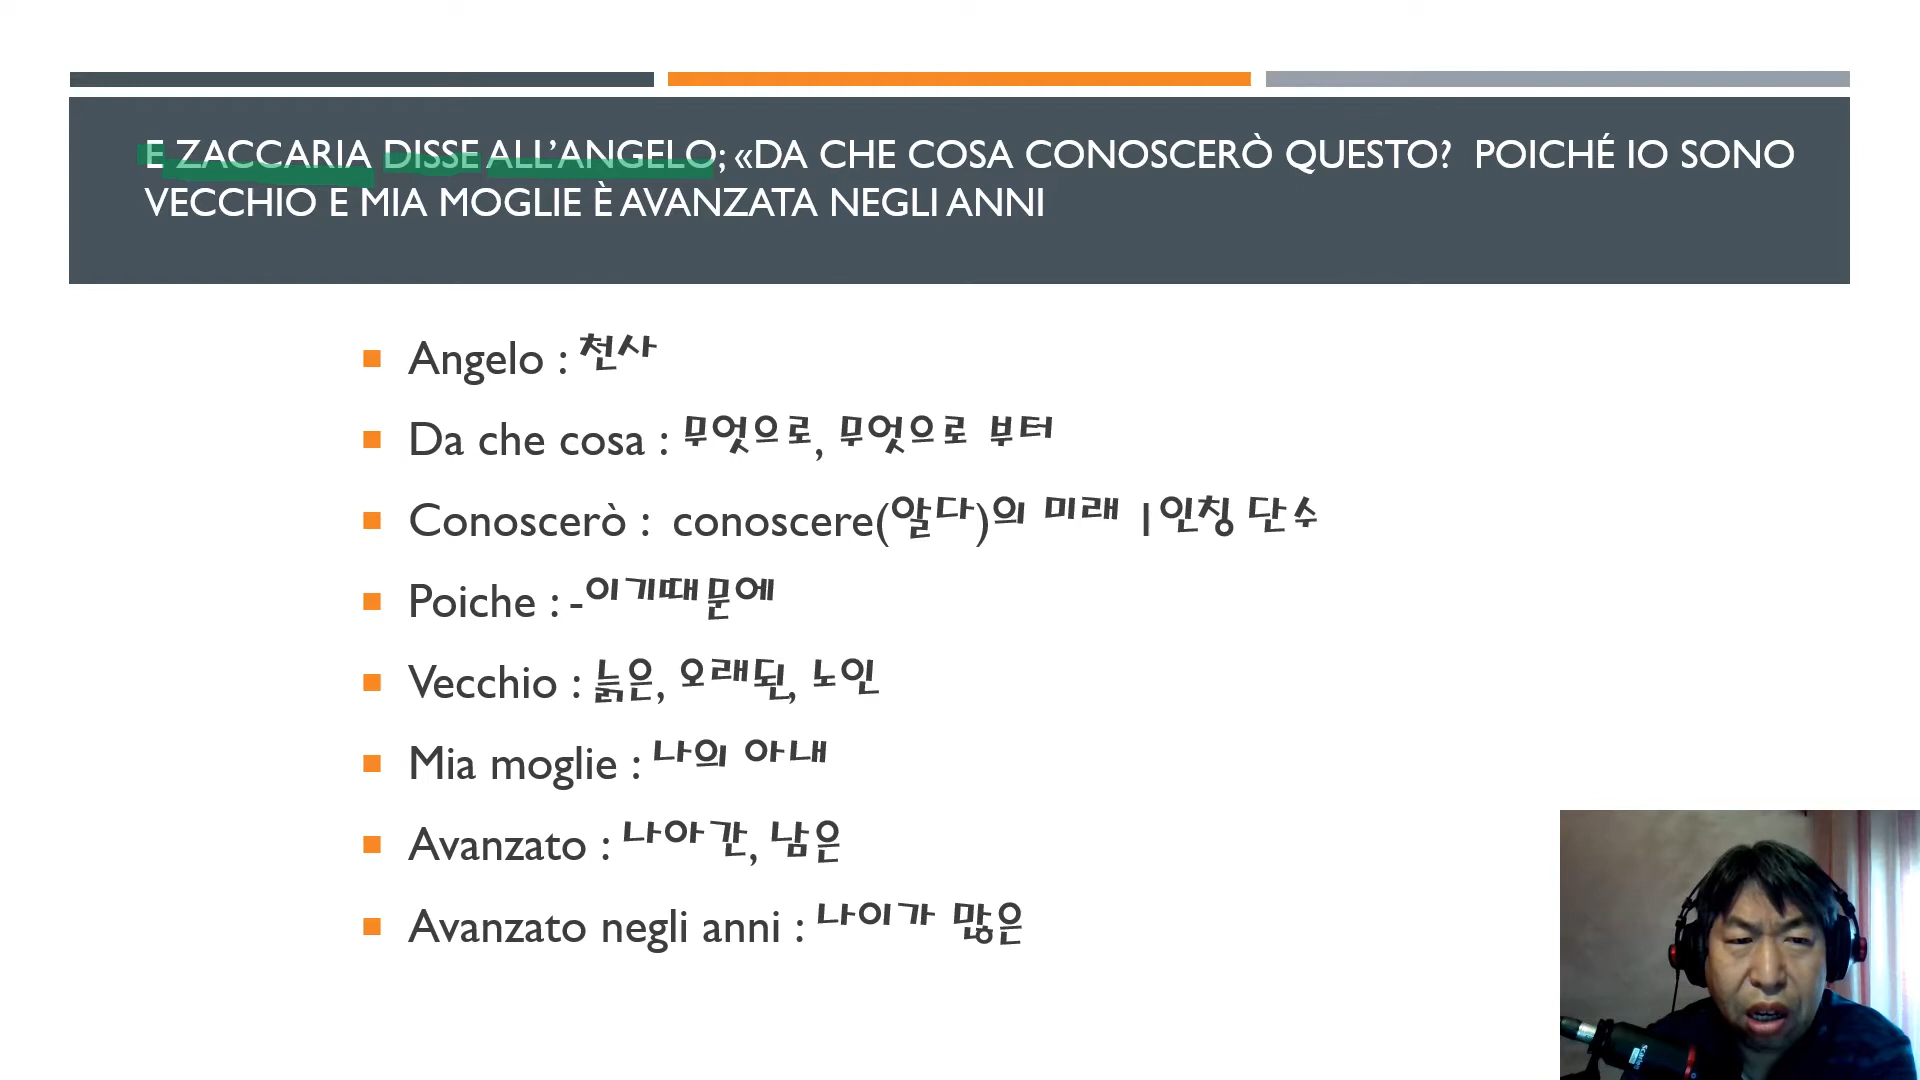 E ZACCARIA DISSE ALL’ANGELO; «DA CHE COSA CONOSCERÒ QUESTO? POICHÉ IO SONO
VECCHIO E MIA MOGLIE È AVANZATA NEGLI ANNI
Angelo : 천사
Da che cosa : 무엇으로, 무엇으로 부터
Conoscerò : conoscere(알다)의 미래 1인칭 단수
Poiche : -이기때문에
Vecchio : 늙은, 오래된, 노인
Mia moglie : 나의 아내
Avanzato : 나아간, 남은
Avanzato negli anni : 나이가 많은